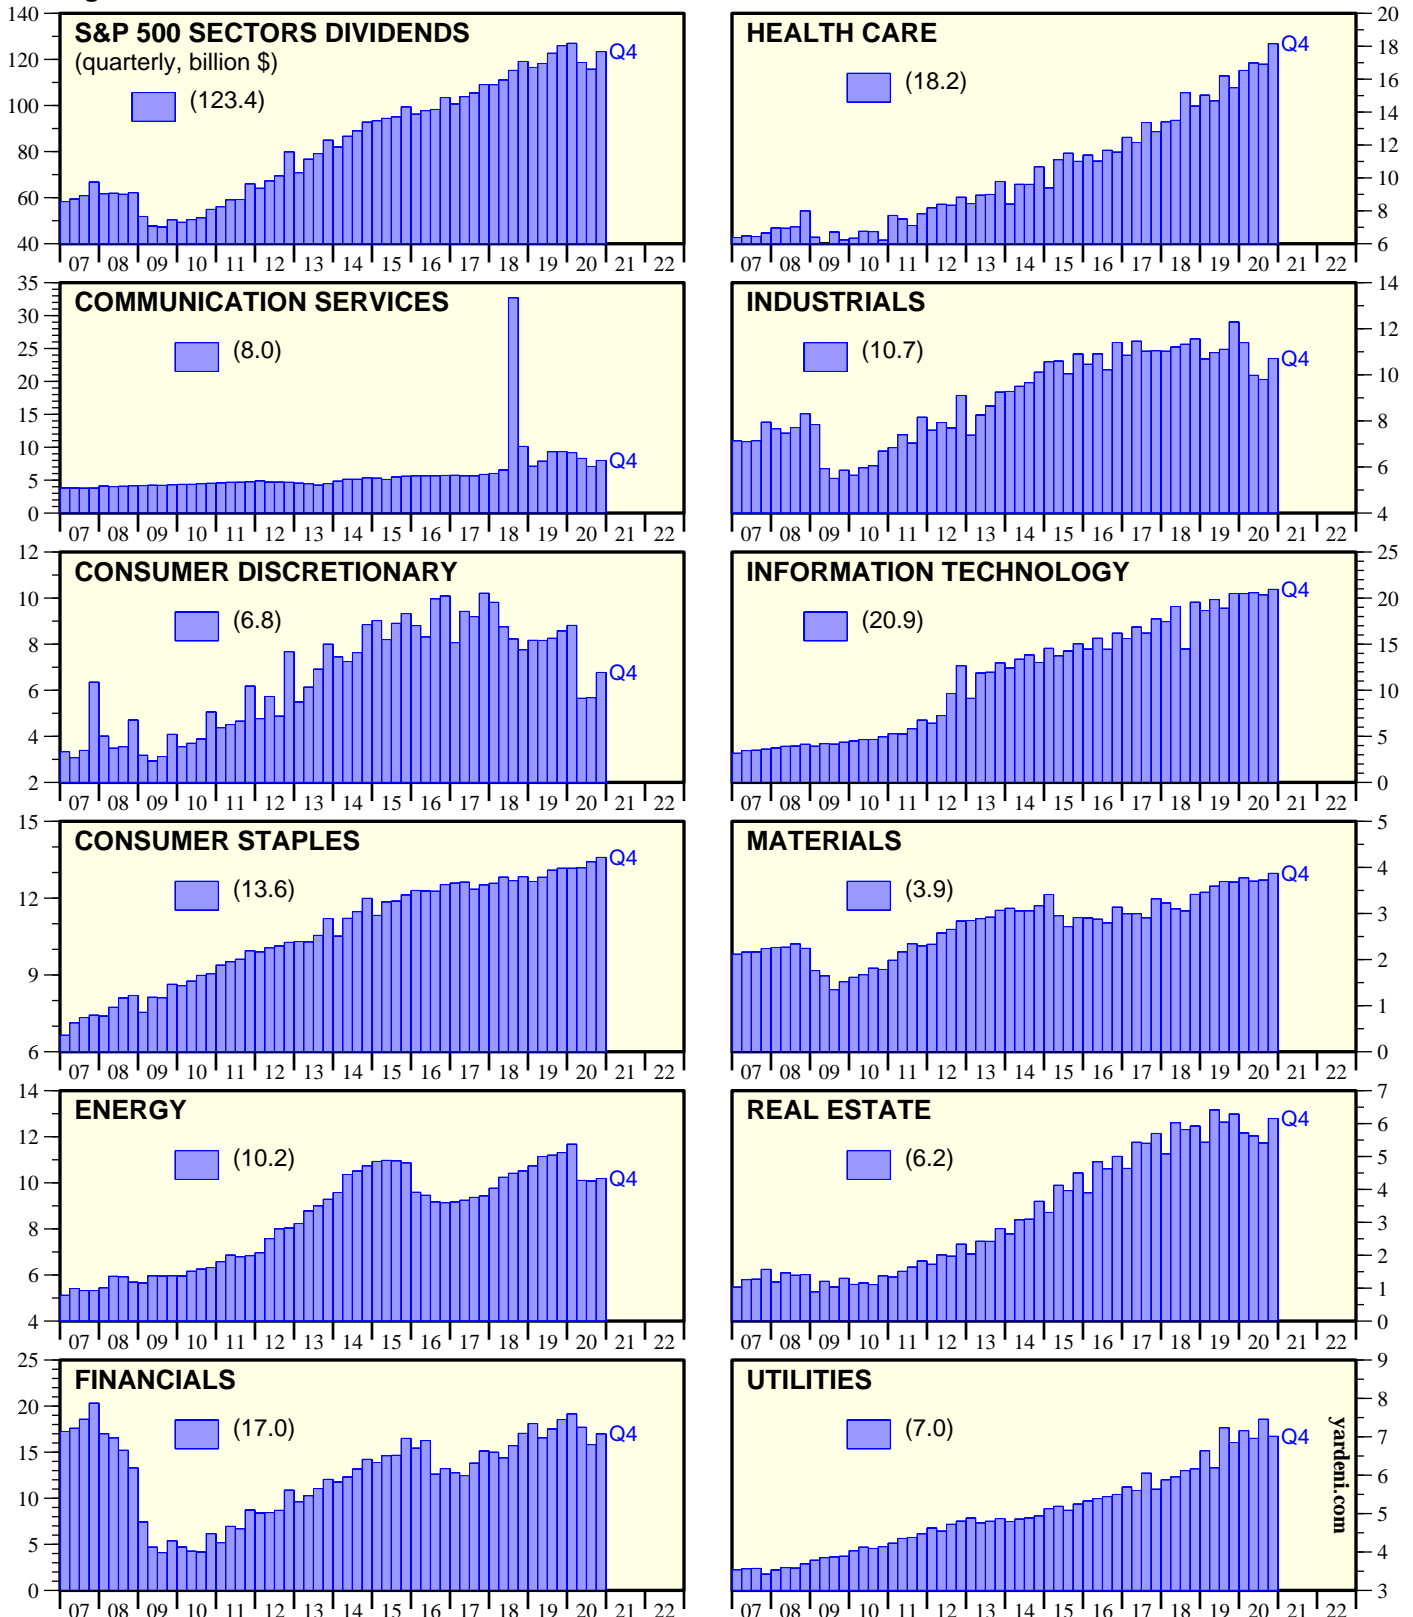 S&P 500 SECTORS DIVIDENDS
(quarterly, billion $)
(123.4)
Q4
140
120
100
80
60
40
07 08 09 10 11 12 13 14 15 16 17 18 19 20 21 22
HEALTH CARE
(18.2)
Q4
20
18
16
14
12
10
8
6
07 08 09 10 11 12 13 14 15 16 17 18 19 20 21 22
COMMUNICATION SERVICES
(8.0)
Q4
35
30
25
20
15
10
5
0
07 08 09 10 11 12 13 14 15 16 17 18 19 20 21 22
INDUSTRIALS
(10.7)
Q4
14
12
10
8
6
4
07 08 09 10 11 12 13 14 15 16 17 18 19 20 21 22
CONSUMER DISCRETIONARY
(6.8)
Q4
12
10
8
6
4
2
07 08 09 10 11 12 13 14 15 16 17 18 19 20 21 22
INFORMATION TECHNOLOGY
(20.9)
Q4
25
20
15
10
5
0
07 08 09 10 11 12 13 14 15 16 17 18 19 20 21 22
CONSUMER STAPLES
(13.6)
Q4
15
12
9
6
07 08 09 10 11 12 13 14 15 16 17 18 19 20 21 22
MATERIALS
(3.9)
Q4
5
4
3
2
1
0
07 08 09 10 11 12 13 14 15 16 17 18 19 20 21 22
ENERGY
(10.2)
Q4
14
12
10
8
6
4
07 08 09 10 11 12 13 14 15 16 17 18 19 20 21 22
REAL ESTATE
(6.2)
Q4
7
6
5
4
3
2
1
0
07 08 09 10 11 12 13 14 15 16 17 18 19 20 21 22
FINANCIALS
(17.0)
Q4
25
20
15
10
5
0
07 08 09 10 11 12 13 14 15 16 17 18 19 20 21 22
UTILITIES
(7.0)
Q4
9
8
7
6
5
4
3
07 08 09 10 11 12 13 14 15 16 17 18 19 20 21 22
yardeni.com